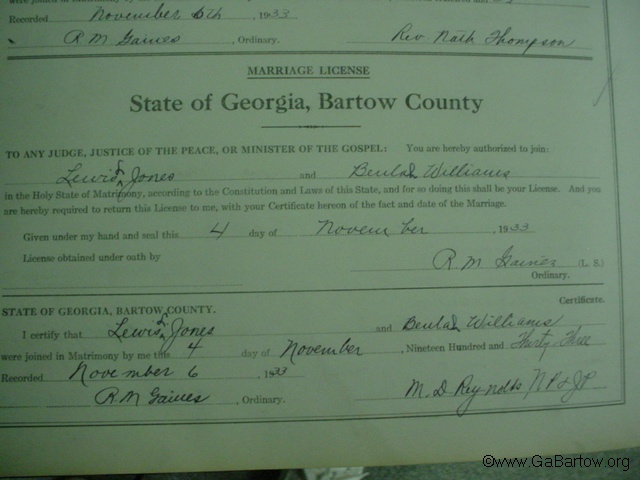 Recorded November 6th , 1933
R M Gaines , Ordinary. Rev Nath Thompson
MARRIAGE LICENSE
State of Georgia, Bartow County
TO ANY JUDGE, JUSTICE OF THE PEACE, OR MINISTER OF THE GOSPEL: You are hereby authorized to join:
Lewis Jones and Beulah Williams
in the Holy State of Matrimony, according to the Constitution and Laws of this State, and for so doing this shall be your License. And you
are hereby required to return this License to me, with your Certificate hereon of the fact and date of the Marriage.
Given under my hand and seal this 4 day of November , 1933
License obtained under oath by R. M Gaines (L. S.)
Ordinary.
Certificate.
STATE OF GEORGIA, BARTOW COUNTY.
I certify that Lewis Jones and Beulah Williams
were joined in Matrimony by me this 4 day of November , Nineteen Hundred and Thirty Three
Recorded November 6 , 1933
R M Gaines , Ordinary. M. D Reynolds N P & J P
©www.GaBartow.org